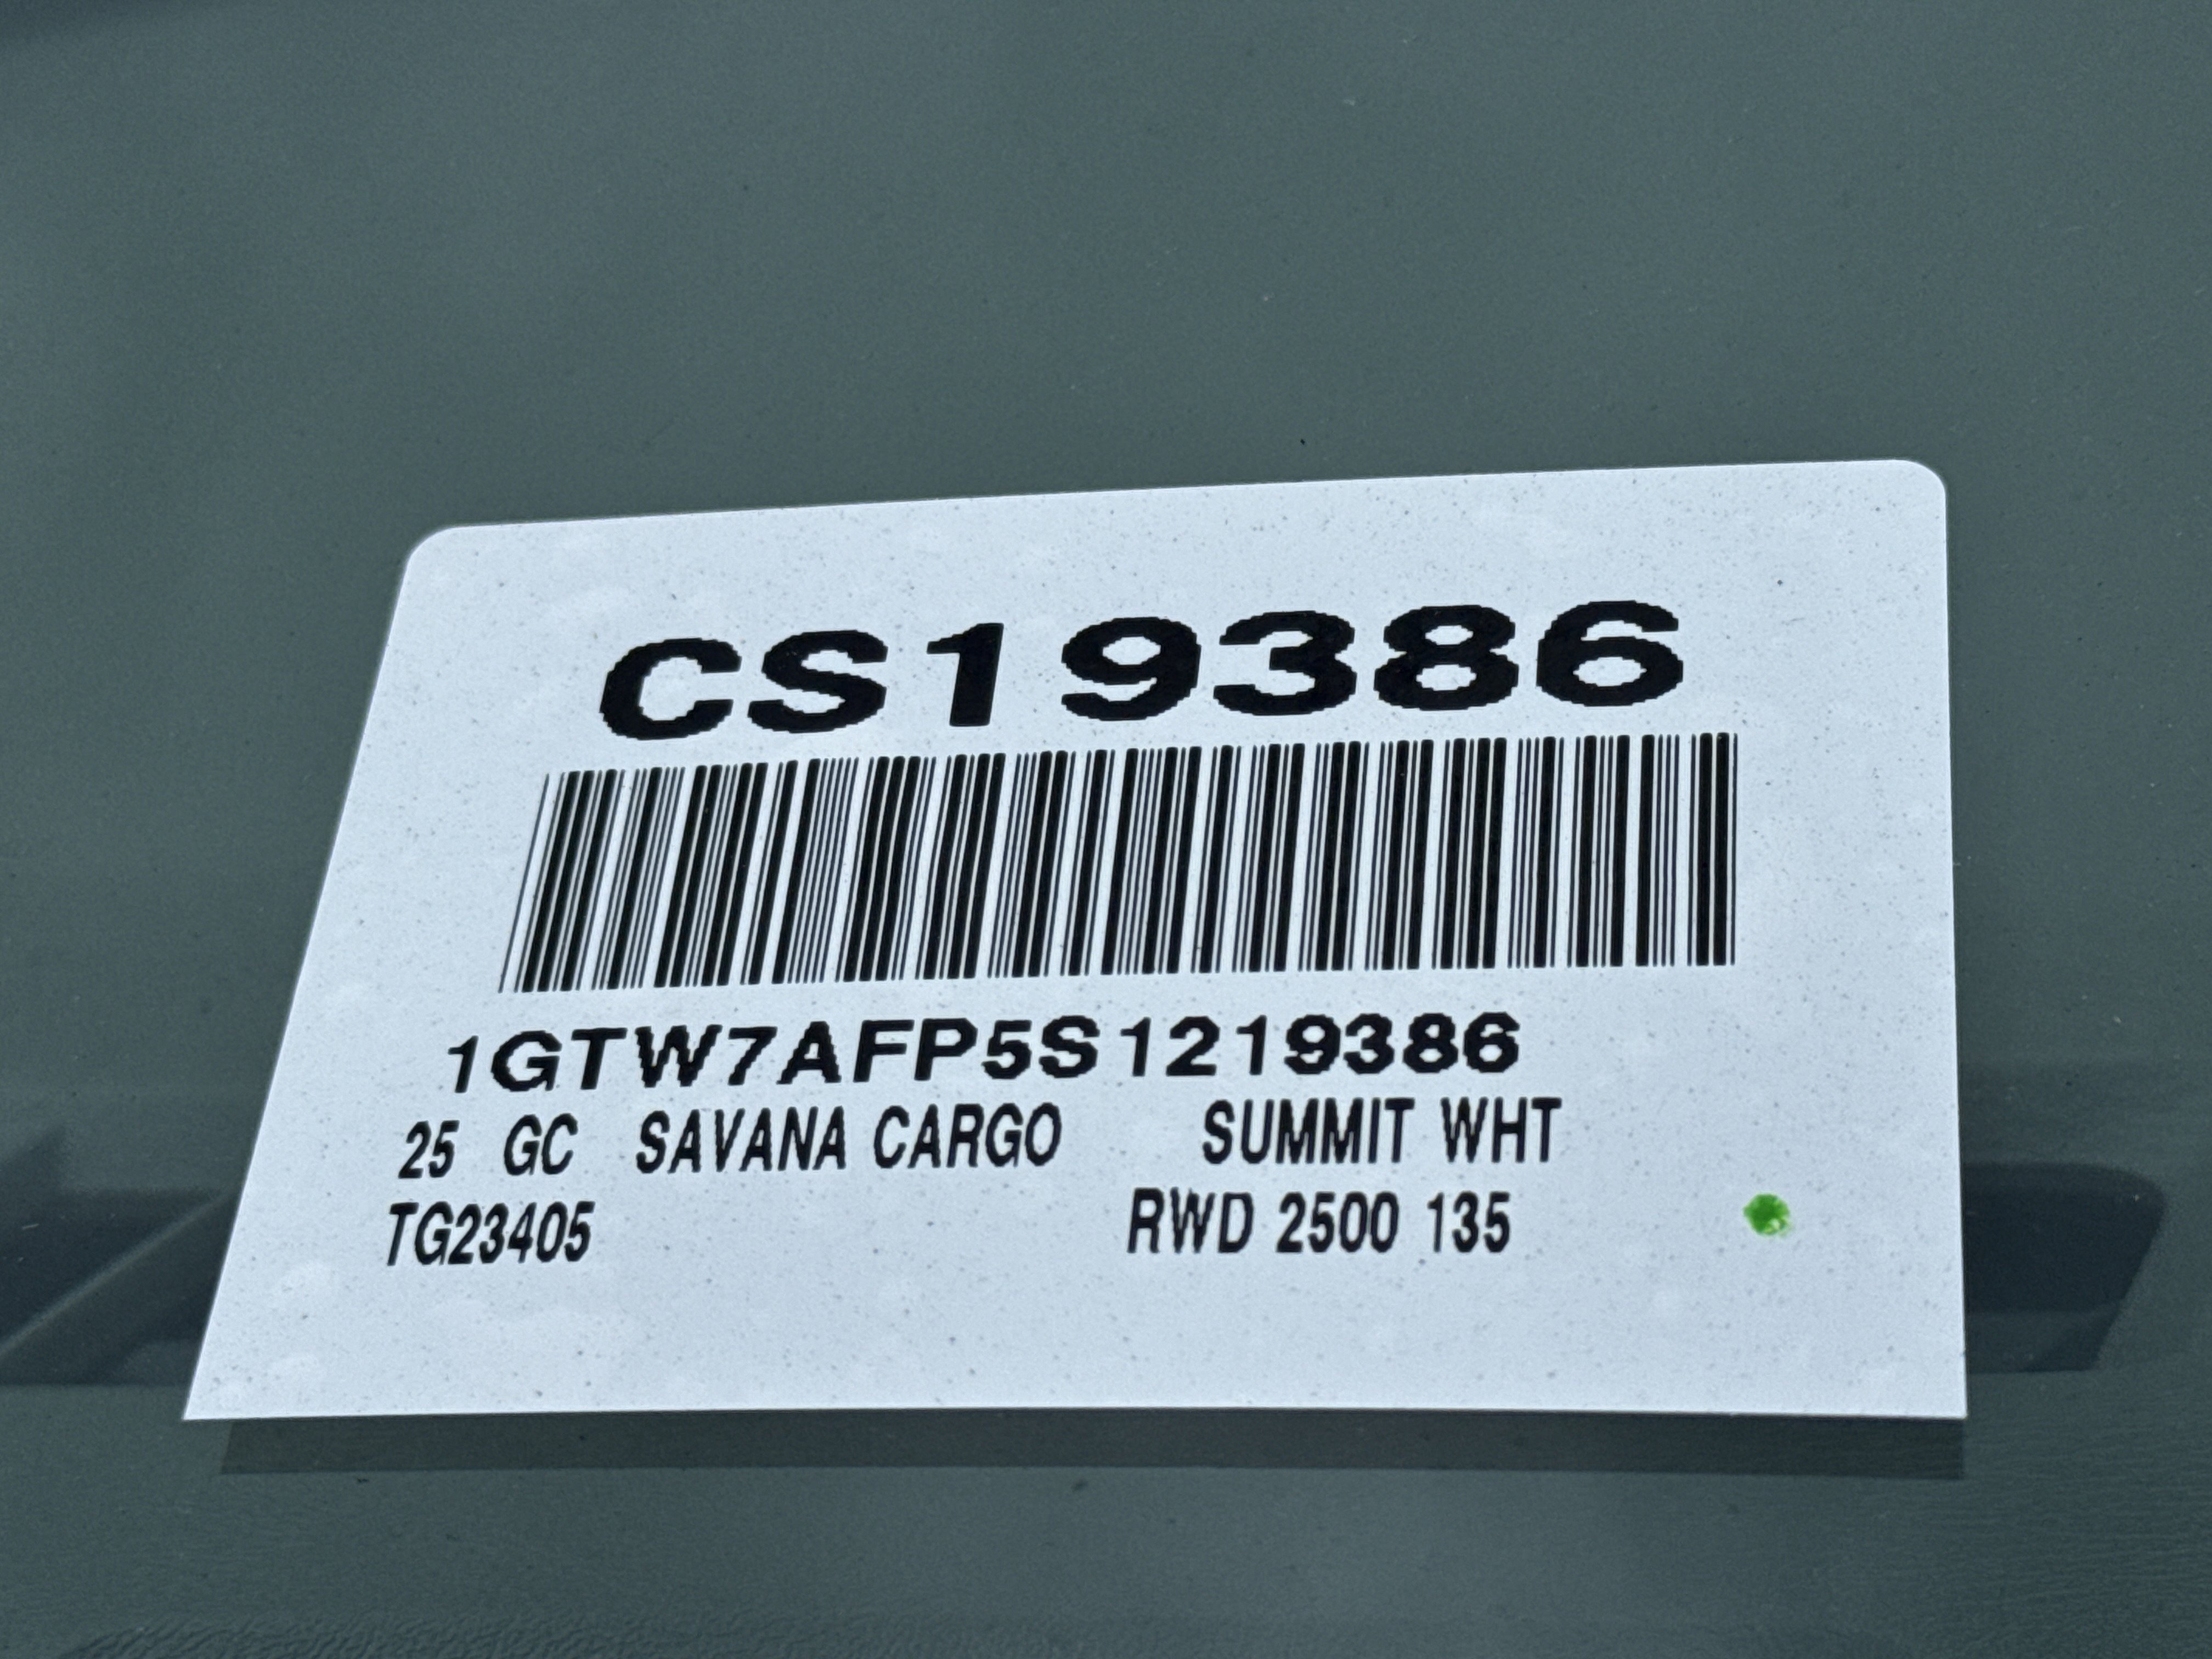 CS19386
1GTW7AFP5S1219386
25 GC SAVANA CARGO SUMMIT WHT
TG23405 RWD 2500 135